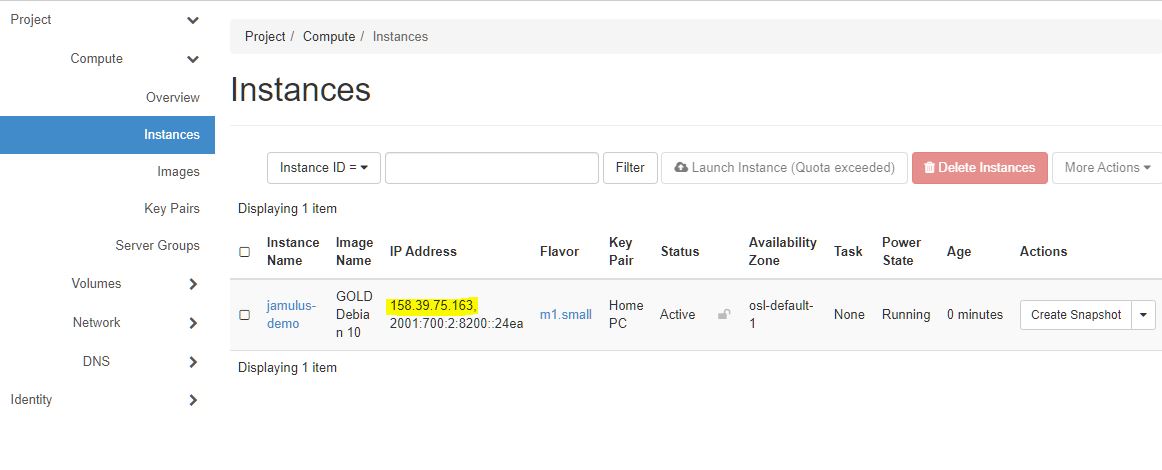 Project
Compute
Overview
Instances
Images
Key Pairs
Server Groups
Volumes
Network
DNS
Identity
Project / Compute / Instances
Instances
Instance ID = Filter Launch Instance (Quota exceeded) Delete Instances More Actions
Displaying 1 item
Instance Name Image Name IP Address Flavor Key Pair Status Availability Zone Task Power State Age Actions
jamulus-demo GOLD Debian 10 158.39.75.163, 2001:700:2:8200::24ea m1.small Home PC Active osl-default-1 None Running 0 minutes Create Snapshot
Displaying 1 item